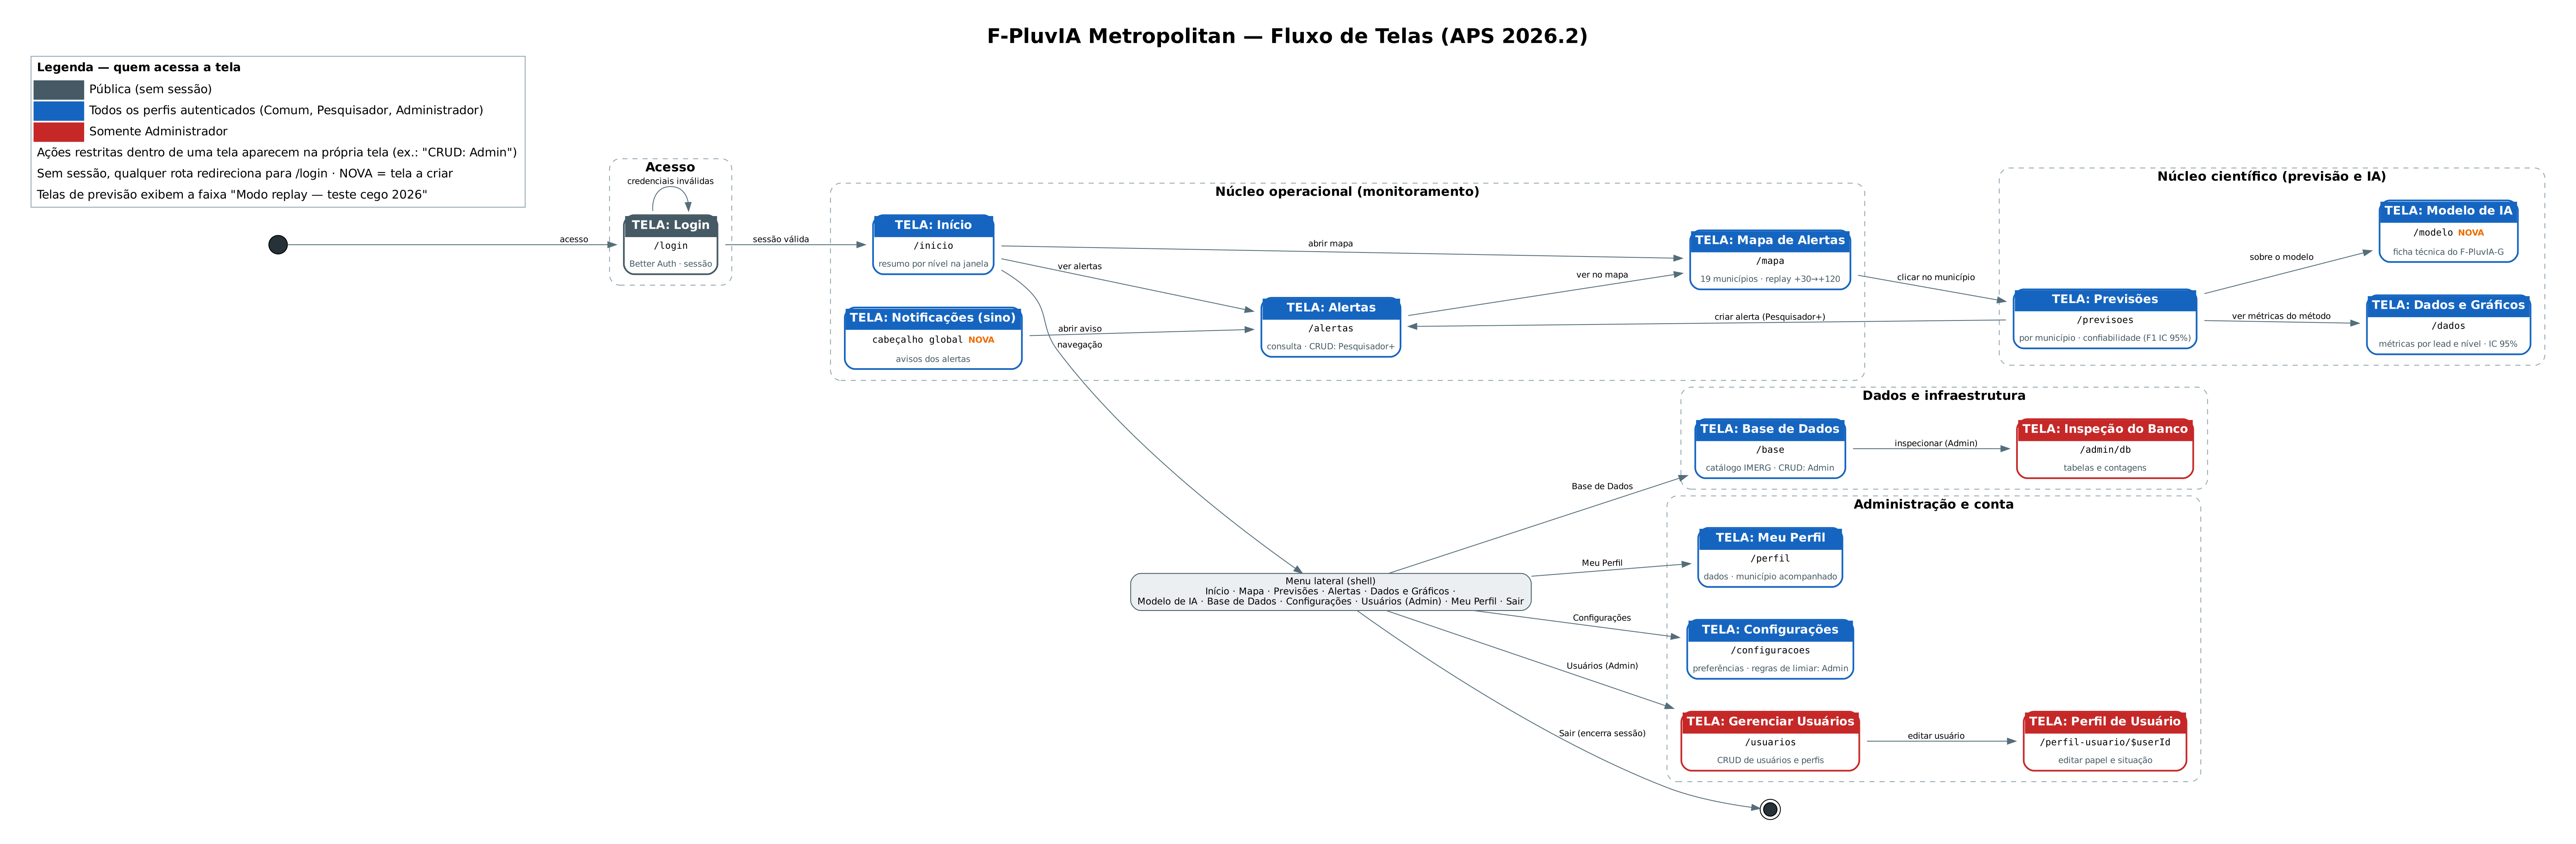 F-PluvIA Metropolitan — Fluxo de Telas (APS 2026.2)
Legenda — quem acessa a tela
Pública (sem sessão)
Todos os perfis autenticados (Comum, Pesquisador, Administrador)
Somente Administrador
Ações restritas dentro de uma tela aparecem na própria tela (ex.: "CRUD: Admin")
Sem sessão, qualquer rota redireciona para /login · NOVA = tela a criar
Telas de previsão exibem a faixa "Modo replay — teste cego 2026"
acesso
Acesso
credenciais inválidas
TELA: Login
/login
Better Auth · sessão
sessão válida
Núcleo operacional (monitoramento)
TELA: Início
/inicio
resumo por nível na janela
TELA: Notificações (sino)
cabeçalho global NOVA
avisos dos alertas
abrir mapa
ver alertas
abrir aviso
navegação
TELA: Alertas
/alertas
consulta · CRUD: Pesquisador+
ver no mapa
TELA: Mapa de Alertas
/mapa
19 municípios · replay +30→+120
clicar no município
criar alerta (Pesquisador+)
Núcleo científico (previsão e IA)
TELA: Previsões
/previsoes
por município · confiabilidade (F1 IC 95%)
sobre o modelo
ver métricas do método
TELA: Modelo de IA
/modelo NOVA
ficha técnica do F-PluvIA-G
TELA: Dados e Gráficos
/dados
métricas por lead e nível · IC 95%
Dados e infraestrutura
TELA: Base de Dados
/base
catálogo IMERG · CRUD: Admin
inspecionar (Admin)
TELA: Inspeção do Banco
/admin/db
tabelas e contagens
Menu lateral (shell)
Início · Mapa · Previsões · Alertas · Dados e Gráficos ·
Modelo de IA · Base de Dados · Configurações · Usuários (Admin) · Meu Perfil · Sair
Base de Dados
Meu Perfil
Configurações
Usuários (Admin)
Sair (encerra sessão)
Administração e conta
TELA: Meu Perfil
/perfil
dados · município acompanhado
TELA: Configurações
/configuracoes
preferências · regras de limiar: Admin
TELA: Gerenciar Usuários
/usuarios
CRUD de usuários e perfis
editar usuário
TELA: Perfil de Usuário
/perfil-usuario/$userId
editar papel e situação